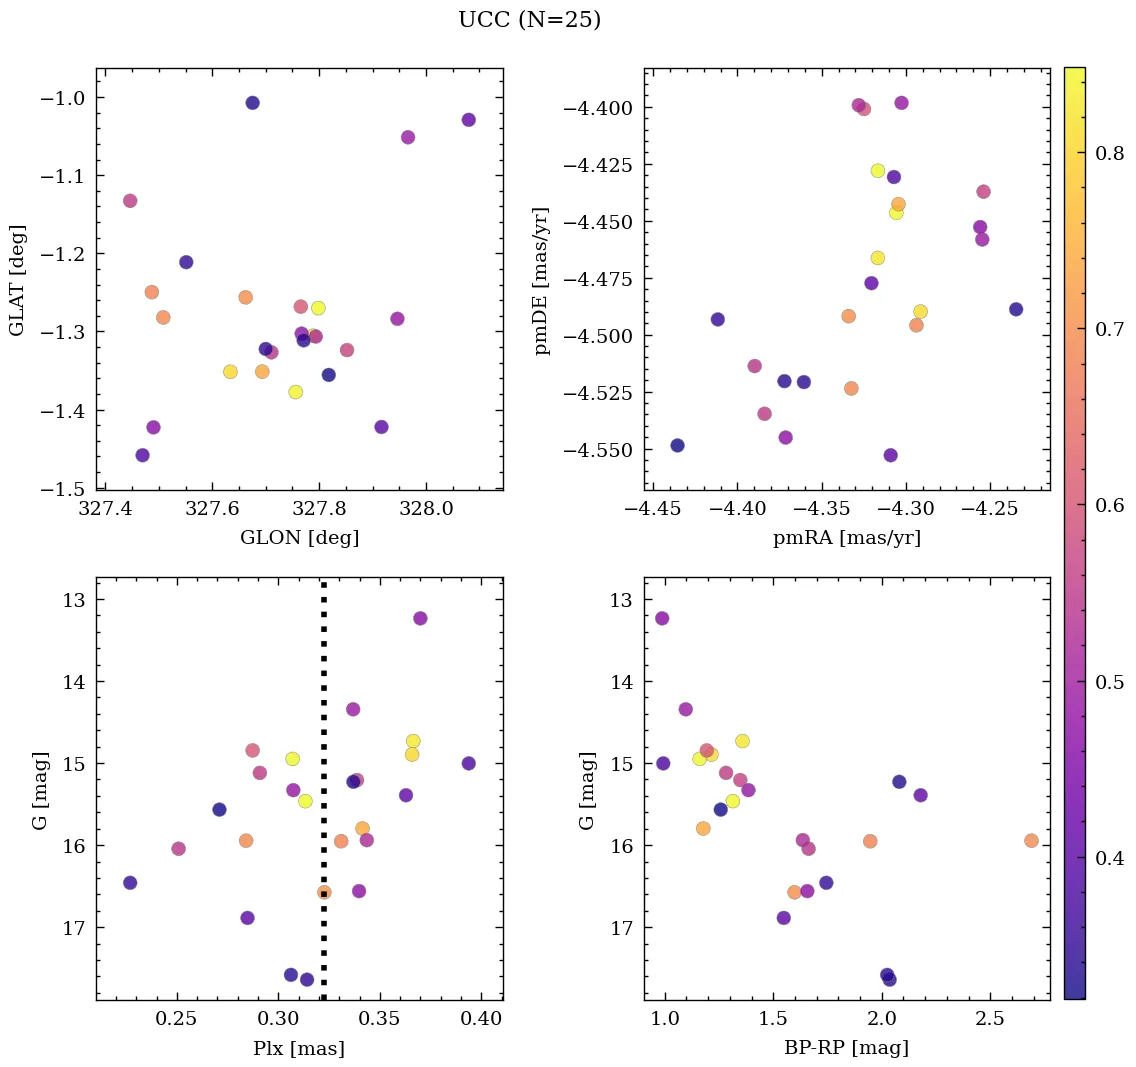 UCC (N=25)
−1.0
−1.1
−1.2
−1.3
−1.4
−1.5
GLAT [deg]
327.4 327.6 327.8 328.0
GLON [deg]
−4.400
−4.425
−4.450
−4.475
−4.500
−4.525
−4.550
pmDE [mas/yr]
−4.45 −4.40 −4.35 −4.30 −4.25
pmRA [mas/yr]
13
14
15
16
17
G [mag]
0.25 0.30 0.35 0.40
Plx [mas]
13
14
15
16
17
G [mag]
1.0 1.5 2.0 2.5
BP-RP [mag]
0.8
0.7
0.6
0.5
0.4